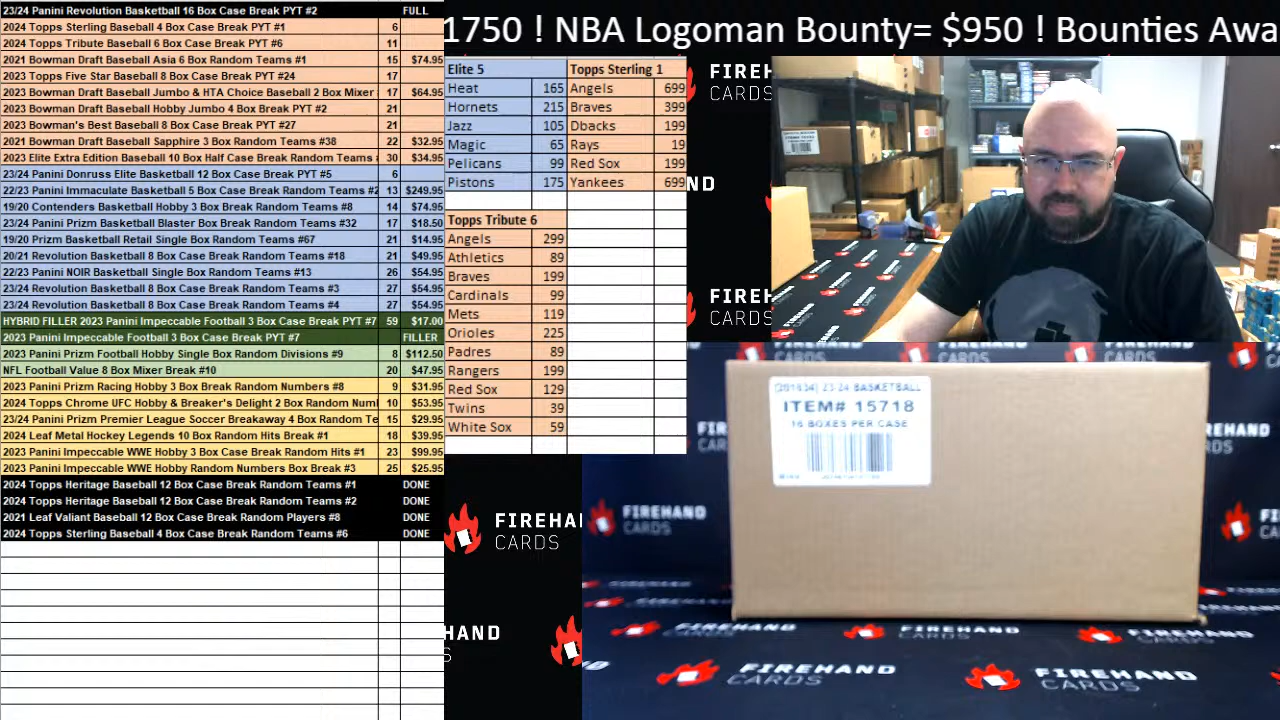 23/24 Panini Revolution Basketball 16 Box Case Break PYT #2 FULL
2024 Topps Sterling Baseball 4 Box Case Break PYT #1 6
2024 Topps Tribute Baseball 6 Box Case Break PYT #6 11
2021 Bowman Draft Baseball Asia 6 Box Random Teams #1 15 $74.95
2023 Topps Five Star Baseball 8 Box Case Break PYT #24 17
2023 Bowman Draft Baseball Jumbo & HTA Choice Baseball 2 Box Mixer 17 $64.95
2023 Bowman Draft Baseball Hobby Jumbo 4 Box Break PYT #2 21
2023 Bowman's Best Baseball 8 Box Case Break PYT #27 21
2021 Bowman Draft Baseball Sapphire 3 Box Random Teams #38 22 $32.95
2023 Elite Extra Edition Baseball 10 Box Half Case Break Random Teams 30 $34.95
23/24 Panini Donruss Elite Basketball 12 Box Case Break PYT #5 6
22/23 Panini Immaculate Basketball 5 Box Case Break Random Teams #2 13 $249.95
19/20 Contenders Basketball Hobby 3 Box Break Random Teams #8 14 $74.95
23/24 Panini Prizm Basketball Blaster Box Break Random Teams #32 17 $18.50
19/20 Prizm Basketball Retail Single Box Random Teams #67 21 $14.95
20/21 Revolution Basketball 8 Box Case Break Random Teams #18 21 $49.95
22/23 Panini NOIR Basketball Single Box Random Teams #13 26 $54.95
23/24 Revolution Basketball 8 Box Case Break Random Teams #3 27 $54.95
23/24 Revolution Basketball 8 Box Case Break Random Teams #4 27 $54.95
HYBRID FILLER 2023 Panini Impeccable Football 3 Box Case Break PYT #7 59 $17.00
2023 Panini Impeccable Football 3 Box Case Break PYT #7 FILLER
2023 Panini Prizm Football Hobby Single Box Random Divisions #9 8 $112.50
NFL Football Value 8 Box Mixer Break #10 20 $47.95
2023 Panini Prizm Racing Hobby 3 Box Break Random Numbers #8 9 $31.95
2024 Topps Chrome UFC Hobby & Breaker's Delight 2 Box Random Num 10 $53.95
23/24 Panini Prizm Premier League Soccer Breakaway 4 Box Random Te 15 $29.95
2024 Leaf Metal Hockey Legends 10 Box Random Hits Break #1 18 $39.95
2023 Panini Impeccable WWE Hobby 3 Box Case Break Random Hits #1 23 $99.95
2023 Panini Impeccable WWE Hobby Random Numbers Box Break #3 25 $25.95
2024 Topps Heritage Baseball 12 Box Case Break Random Teams #1 DONE
2024 Topps Heritage Baseball 12 Box Case Break Random Teams #2 DONE
2021 Leaf Valiant Baseball 12 Box Case Break Random Players #8 DONE
2024 Topps Sterling Baseball 4 Box Case Break Random Teams #6 DONE
1750 ! NBA Logoman Bounty= $950 ! Bounties Awa
Elite 5 Topps Sterling 1
Heat 165 Angels 699
Hornets 215 Braves 399
Jazz 105 Dbacks 199
Magic 65 Rays 19
Pelicans 99 Red Sox 199
Pistons 175 Yankees 699
Topps Tribute 6
Angels 299
Athletics 89
Braves 199
Cardinals 99
Mets 119
Orioles 225
Padres 89
Rangers 199
Red Sox 129
Twins 39
White Sox 59
FIREH
CARDS
ND
FIREH
CARDS
FIREHA
CARDS
HAND
S
[201834] 23-24 BASKETBALL
ITEM# 15718
16 BOXES PER CASE
FIREHAND
CARDS
FIREHAND
FIREHAND
FIREHAND
CARDS
FIREHAND
CARDS